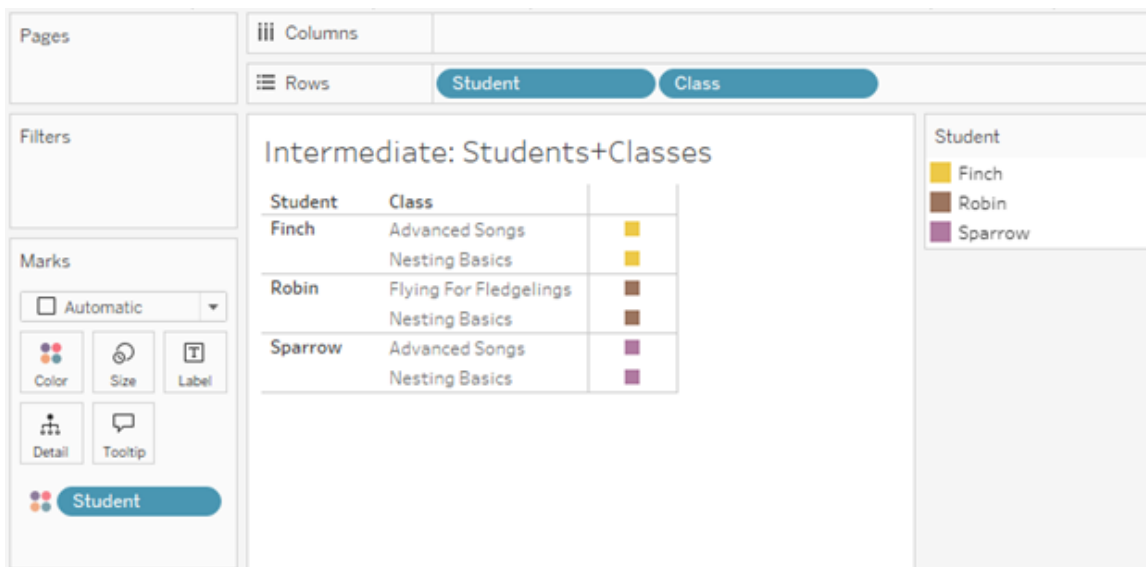 Pages
Columns
Rows
Student
Class
Filters
Intermediate: Students+Classes
Student
Class
Finch
Advanced Songs
Nesting Basics
Robin
Flying For Fledgelings
Nesting Basics
Sparrow
Advanced Songs
Nesting Basics
Marks
Automatic
Color
Size
T
Label
Detail
Tooltip
Student
Student
Finch
Robin
Sparrow